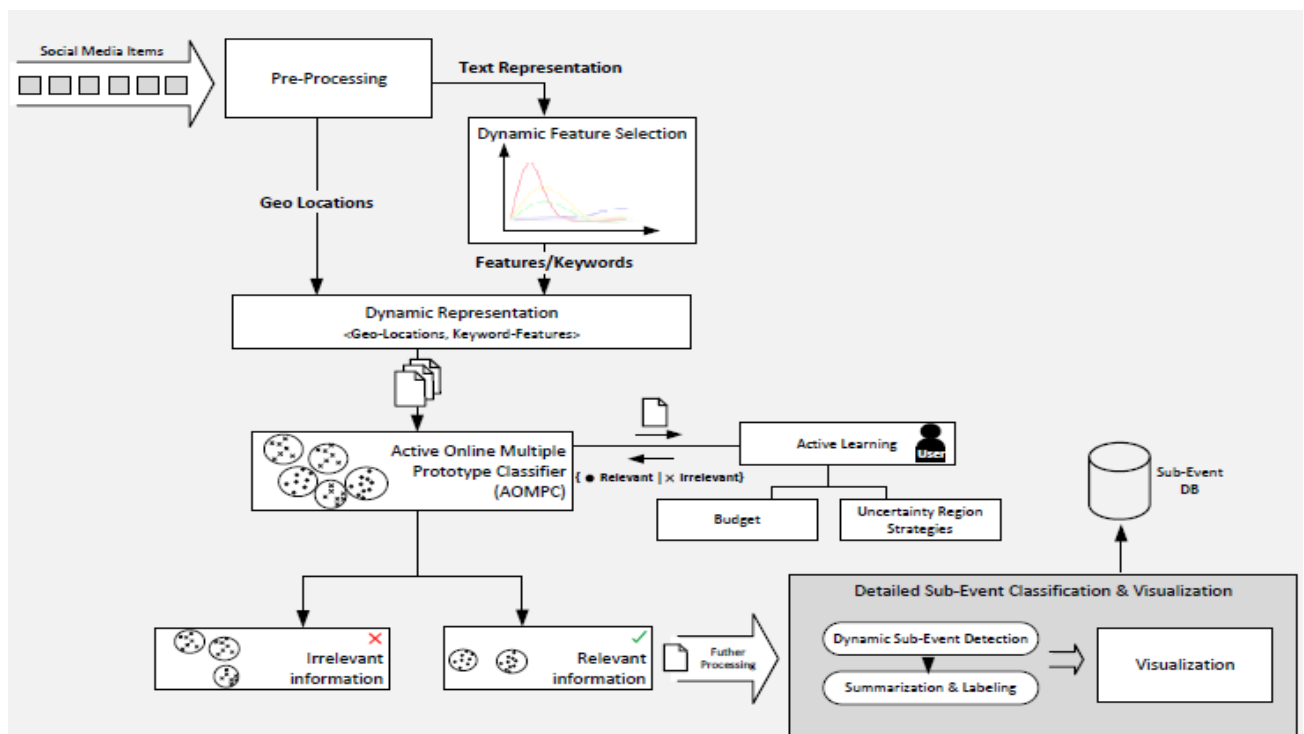 Social Media Items
Pre-Processing
Text Representation
Dynamic Feature Selection
Geo Locations
Features/Keywords
Dynamic Representation
<Geo-Locations, Keyword-Features>
Active Online Multiple
Prototype Classifier
(AOMPC)
Active Learning
User
{ ● Relevant | × Irrelevant}
Budget
Uncertainty Region
Strategies
Sub-Event
DB
Irrelevant
information
Relevant
information
Futher
Processing
Detailed Sub-Event Classification & Visualization
Dynamic Sub-Event Detection
Summarization & Labeling
Visualization